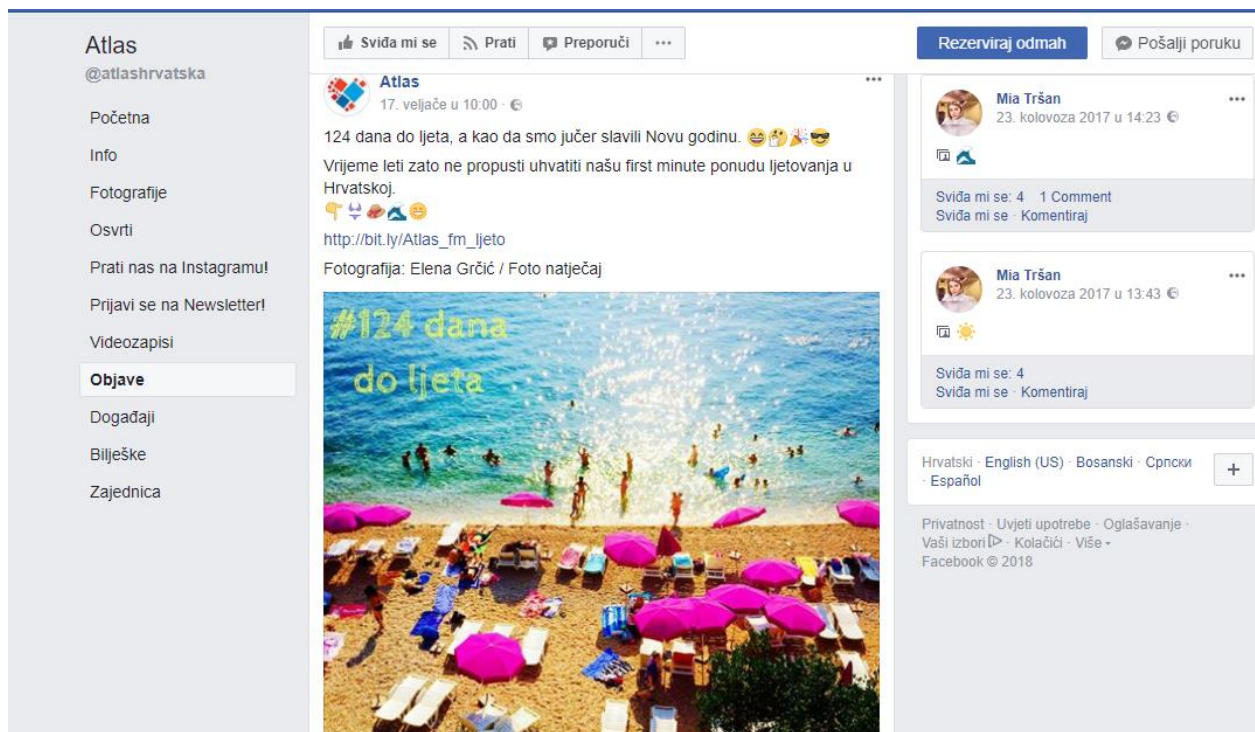 Atlas
@atlashrvatska
Početna
Info
Fotografije
Osvrti
Prati nas na Instagramu!
Prijavi se na Newsletter!
Videozapisi
Objave
Događaji
Bilješke
Zajednica
Sviđa mi se Prati Preporuči ···
Rezerviraj odmah Pošalji poruku
Atlas
17. veljače u 10:00 ·
124 dana do ljeta, a kao da smo jučer slavili Novu godinu. 😄🤔🎉😎
Vrijeme leti zato ne propusti uhvatiti našu first minute ponudu ljetovanja u
Hrvatskoj.
👇👙👒🌊😁
http://bit.ly/Atlas_fm_ljeto
Fotografija: Elena Grčić / Foto natječaj
#124 dana
do ljeta
Mia Tršan
23. kolovoza 2017 u 14:23
🌊
Sviđa mi se: 4 1 Comment
Sviđa mi se · Komentiraj
Mia Tršan
23. kolovoza 2017 u 13:43
☀️
Sviđa mi se: 4
Sviđa mi se · Komentiraj
Hrvatski · English (US) · Bosanski · Српски
· Español
Privatnost · Uvjeti upotrebe · Oglašavanje ·
Vaši izbori · Kolačići · Više
Facebook © 2018